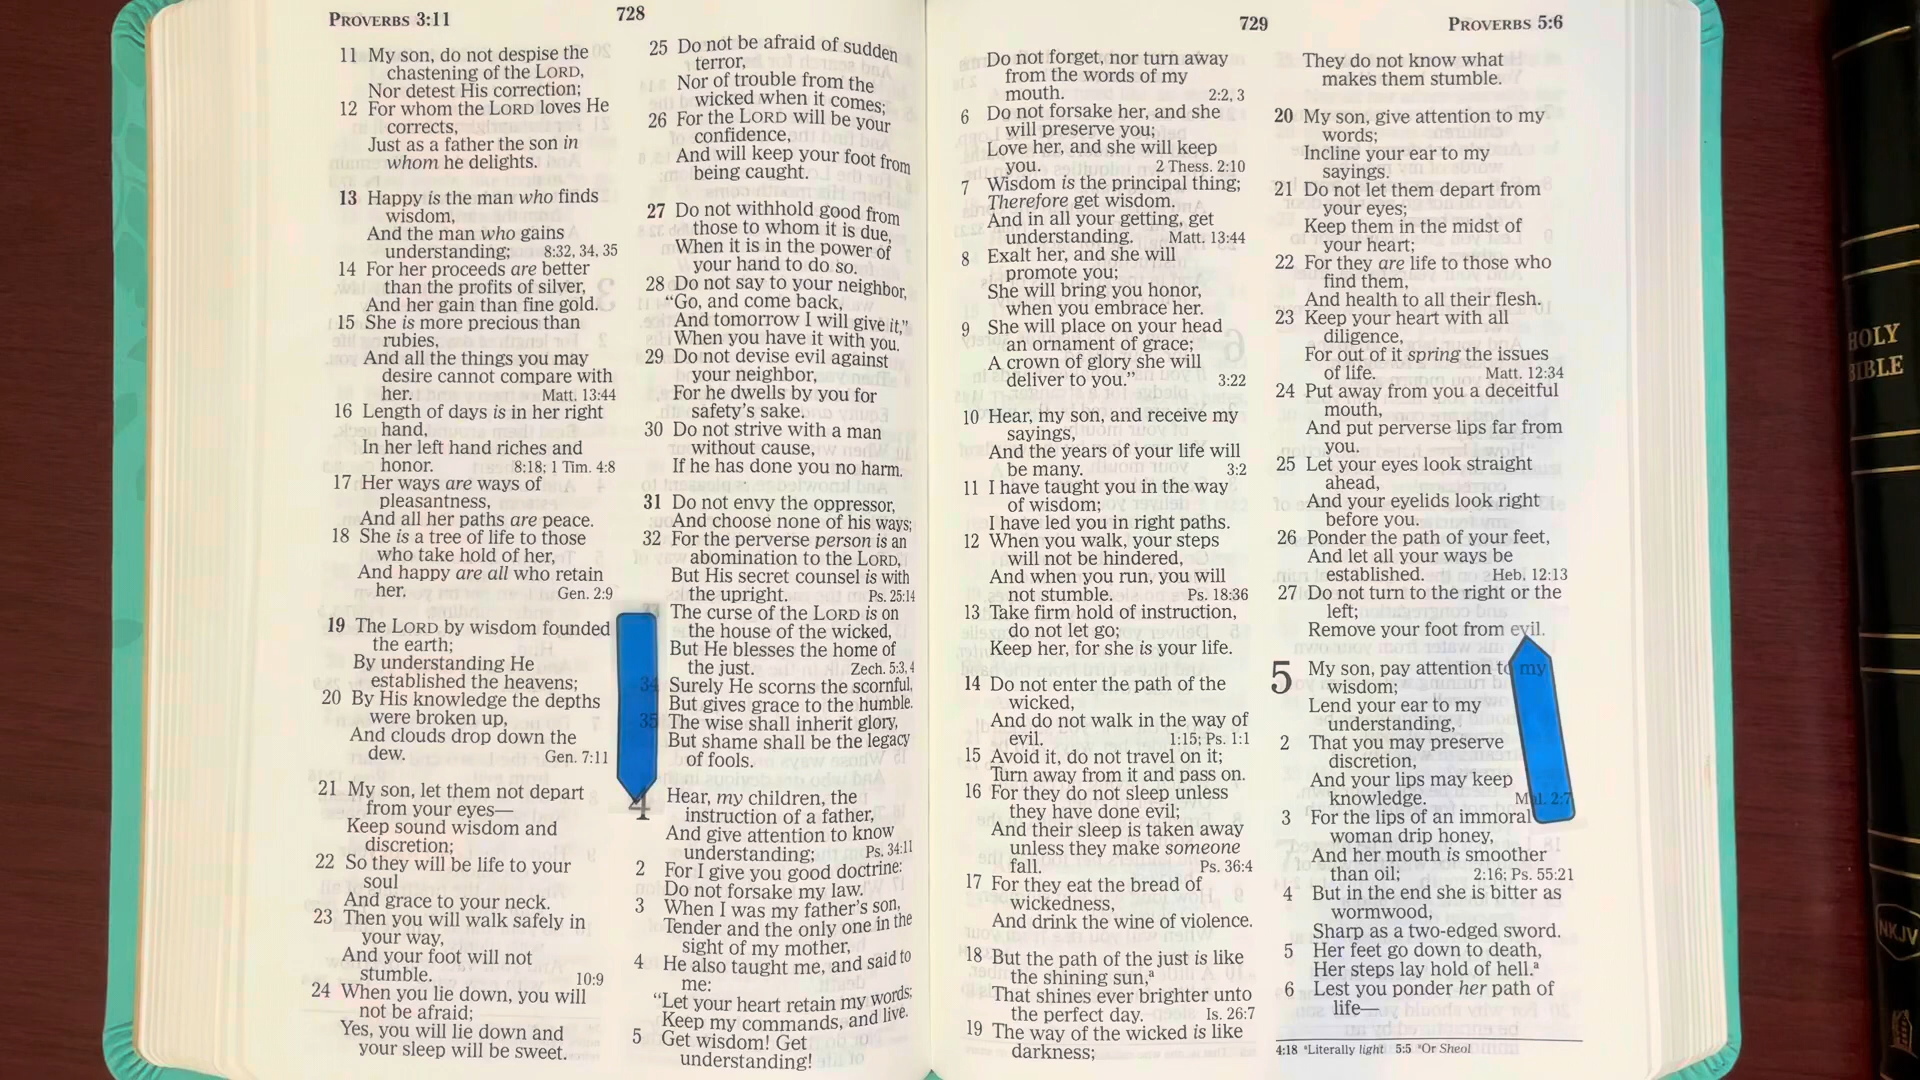 PROVERBS 3:11
728
11 My son, do not despise the
chastening of the LORD,
Nor detest His correction;
12 For whom the LORD loves He
corrects,
Just as a father the son in
whom he delights.
13 Happy is the man who finds
wisdom,
And the man who gains
understanding; 8:32, 34, 35
14 For her proceeds are better
than the profits of silver,
And her gain than fine gold.
15 She is more precious than
rubies,
And all the things you may
desire cannot compare with
her. Matt. 13:44
16 Length of days is in her right
hand,
In her left hand riches and
honor. 8:18; 1 Tim. 4:8
17 Her ways are ways of
pleasantness,
And all her paths are peace.
18 She is a tree of life to those
who take hold of her,
And happy are all who retain
her. Gen. 2:9
19 The LORD by wisdom founded
the earth;
By understanding He
established the heavens;
20 By His knowledge the depths
were broken up,
And clouds drop down the
dew. Gen. 7:11
21 My son, let them not depart
from your eyes—
Keep sound wisdom and
discretion;
22 So they will be life to your
soul
And grace to your neck.
23 Then you will walk safely in
your way,
And your foot will not
stumble. 10:9
24 When you lie down, you will
not be afraid;
Yes, you will lie down and
your sleep will be sweet.
25 Do not be afraid of sudden
terror,
Nor of trouble from the
wicked when it comes;
26 For the LORD will be your
confidence,
And will keep your foot from
being caught.
27 Do not withhold good from
those to whom it is due,
When it is in the power of
your hand to do so.
28 Do not say to your neighbor,
“Go, and come back,
And tomorrow I will give it,”
When you have it with you.
29 Do not devise evil against
your neighbor,
For he dwells by you for
safety's sake.
30 Do not strive with a man
without cause,
If he has done you no harm.
31 Do not envy the oppressor,
And choose none of his ways;
32 For the perverse person is an
abomination to the LORD,
But His secret counsel is with
the upright. Ps. 25:14
33 The curse of the LORD is on
the house of the wicked,
But He blesses the home of
the just. Zech. 5:3, 4
34 Surely He scorns the scornful,
But gives grace to the humble.
35 The wise shall inherit glory,
But shame shall be the legacy
of fools.
4 Hear, my children, the
instruction of a father,
And give attention to know
understanding; Ps. 34:11
2 For I give you good doctrine:
Do not forsake my law.
3 When I was my father's son,
Tender and the only one in the
sight of my mother,
4 He also taught me, and said to
me:
“Let your heart retain my words;
Keep my commands, and live.
5 Get wisdom! Get
understanding!
729
PROVERBS 5:6
Do not forget, nor turn away
from the words of my
mouth. 2:2, 3
6 Do not forsake her, and she
will preserve you;
Love her, and she will keep
you. 2 Thess. 2:10
7 Wisdom is the principal thing;
Therefore get wisdom.
And in all your getting, get
understanding. Matt. 13:44
8 Exalt her, and she will
promote you;
She will bring you honor,
when you embrace her.
9 She will place on your head
an ornament of grace;
A crown of glory she will
deliver to you.” 3:22
10 Hear, my son, and receive my
sayings,
And the years of your life will
be many. 3:2
11 I have taught you in the way
of wisdom;
I have led you in right paths.
12 When you walk, your steps
will not be hindered,
And when you run, you will
not stumble. Ps. 18:36
13 Take firm hold of instruction,
do not let go;
Keep her, for she is your life.
14 Do not enter the path of the
wicked,
And do not walk in the way of
evil. 1:15; Ps. 1:1
15 Avoid it, do not travel on it;
Turn away from it and pass on.
16 For they do not sleep unless
they have done evil;
And their sleep is taken away
unless they make someone
fall. Ps. 36:4
17 For they eat the bread of
wickedness,
And drink the wine of violence.
18 But the path of the just is like
the shining sun,ᵃ
That shines ever brighter unto
the perfect day. Is. 26:7
19 The way of the wicked is like
darkness;
They do not know what
makes them stumble.
20 My son, give attention to my
words;
Incline your ear to my
sayings.
21 Do not let them depart from
your eyes;
Keep them in the midst of
your heart;
22 For they are life to those who
find them,
And health to all their flesh.
23 Keep your heart with all
diligence,
For out of it spring the issues
of life. Matt. 12:34
24 Put away from you a deceitful
mouth,
And put perverse lips far from
you.
25 Let your eyes look straight
ahead,
And your eyelids look right
before you.
26 Ponder the path of your feet,
And let all your ways be
established. Heb. 12:13
27 Do not turn to the right or the
left;
Remove your foot from evil.
5 My son, pay attention to my
wisdom;
Lend your ear to my
understanding,
2 That you may preserve
discretion,
And your lips may keep
knowledge. Mal. 2:7
3 For the lips of an immoral
woman drip honey,
And her mouth is smoother
than oil; 2:16; Ps. 55:21
4 But in the end she is bitter as
wormwood,
Sharp as a two-edged sword.
5 Her feet go down to death,
Her steps lay hold of hell.ᵃ
6 Lest you ponder her path of
life—
4:18 ᵃLiterally light 5:5 ᵃOr Sheol
HOLY
BIBLE
NKJV